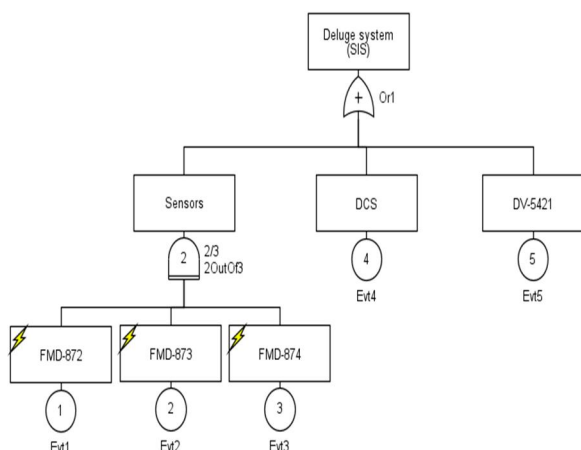 Deluge system
(SIS)
+
Or1
Sensors
DCS
DV-5421
2
2/3
2OutOf3
4
5
Evt4
Evt5
FMD-872
FMD-873
FMD-874
1
2
3
Evt1
Evt2
Evt3